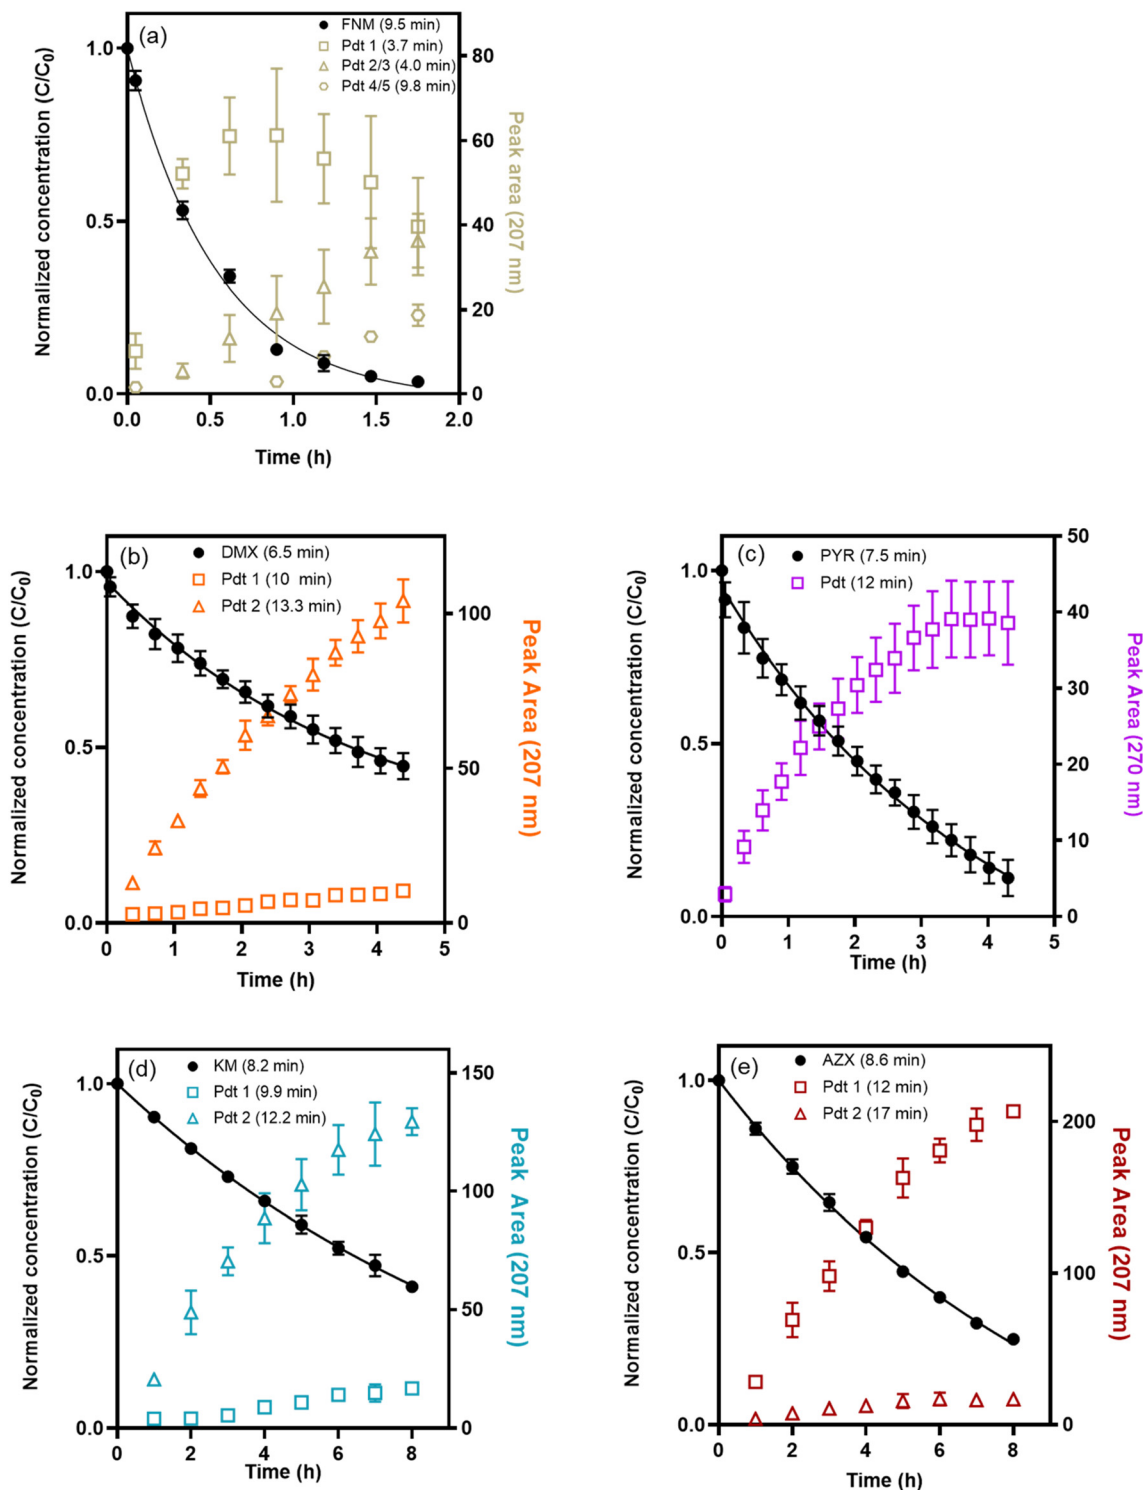 (a)
FNM (9.5 min)
Pdt 1 (3.7 min)
Pdt 2/3 (4.0 min)
Pdt 4/5 (9.8 min)
Normalized concentration (C/C₀)
1.0
0.5
0.0
80
60
40
20
0
Peak area (207 nm)
0.0 0.5 1.0 1.5 2.0
Time (h)
(b)
DMX (6.5 min)
Pdt 1 (10 min)
Pdt 2 (13.3 min)
Normalized concentration (C/C₀)
1.0
0.5
0.0
100
50
0
Peak Area (207 nm)
0 1 2 3 4 5
Time (h)
(c)
PYR (7.5 min)
Pdt (12 min)
Normalized concentration (C/C₀)
1.0
0.5
0.0
50
40
30
20
10
0
Peak Area (270 nm)
0 1 2 3 4 5
Time (h)
(d)
KM (8.2 min)
Pdt 1 (9.9 min)
Pdt 2 (12.2 min)
Normalized concentration (C/C₀)
1.0
0.5
0.0
150
100
50
0
Peak Area (207 nm)
0 2 4 6 8
Time (h)
(e)
AZX (8.6 min)
Pdt 1 (12 min)
Pdt 2 (17 min)
Normalized concentration (C/C₀)
1.0
0.5
0.0
200
100
0
Peak Area (207 nm)
0 2 4 6 8
Time (h)